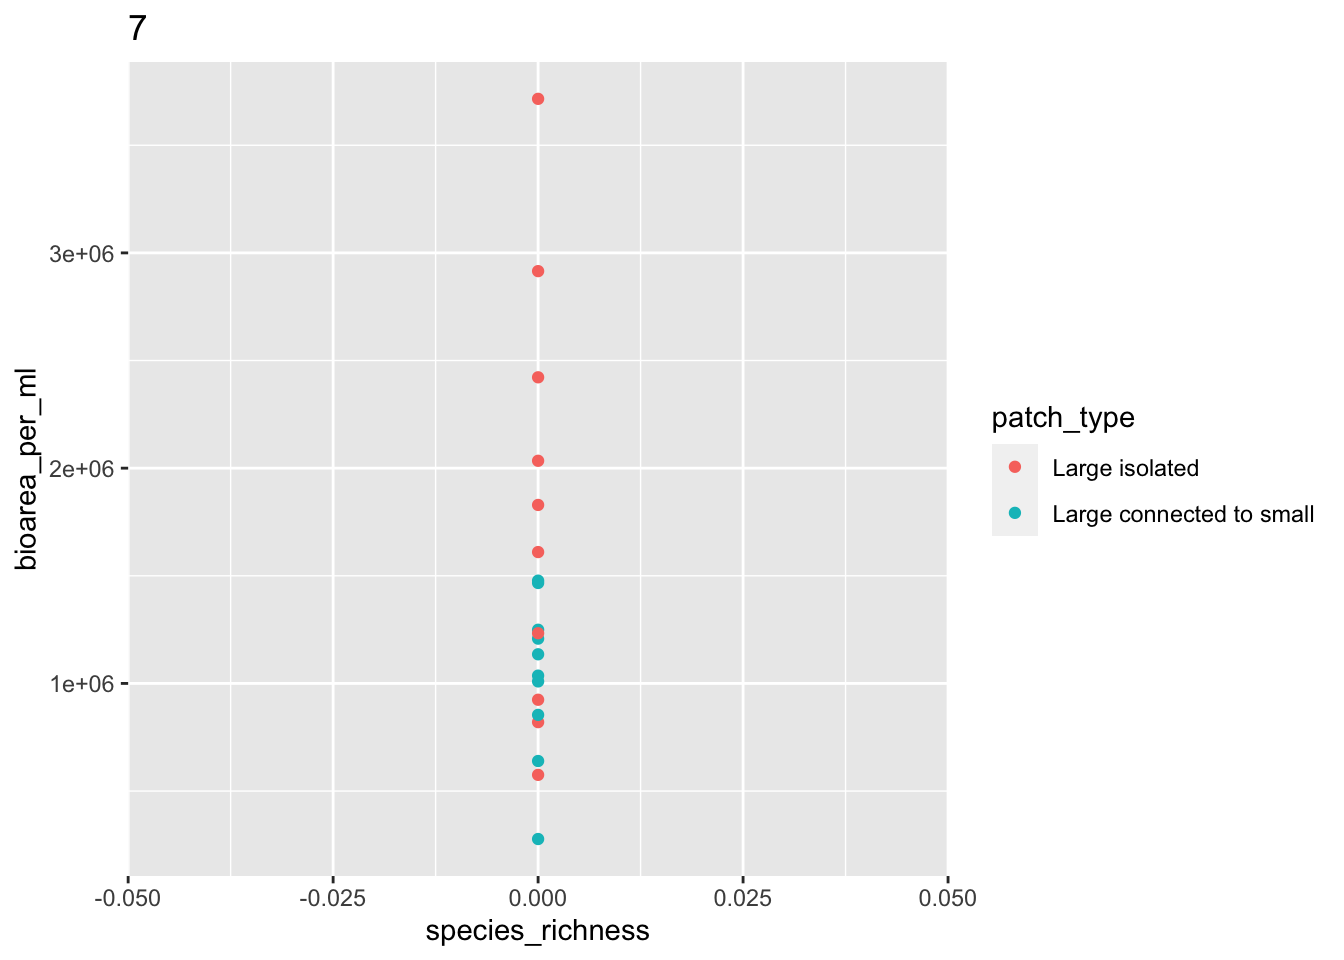 7
bioarea_per_ml
3e+06
2e+06
1e+06
-0.050
-0.025
0.000
0.025
0.050
species_richness
patch_type
Large isolated
Large connected to small